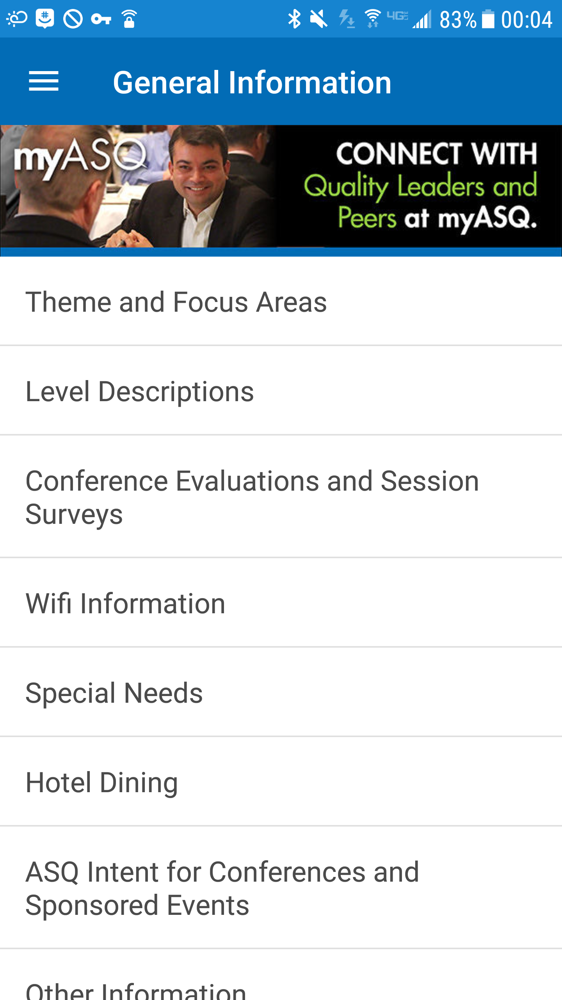 83% 00:04
General Information
myASQ
CONNECT WITH
Quality Leaders and
Peers at myASQ.
Theme and Focus Areas
Level Descriptions
Conference Evaluations and Session
Surveys
Wifi Information
Special Needs
Hotel Dining
ASQ Intent for Conferences and
Sponsored Events
Other Information